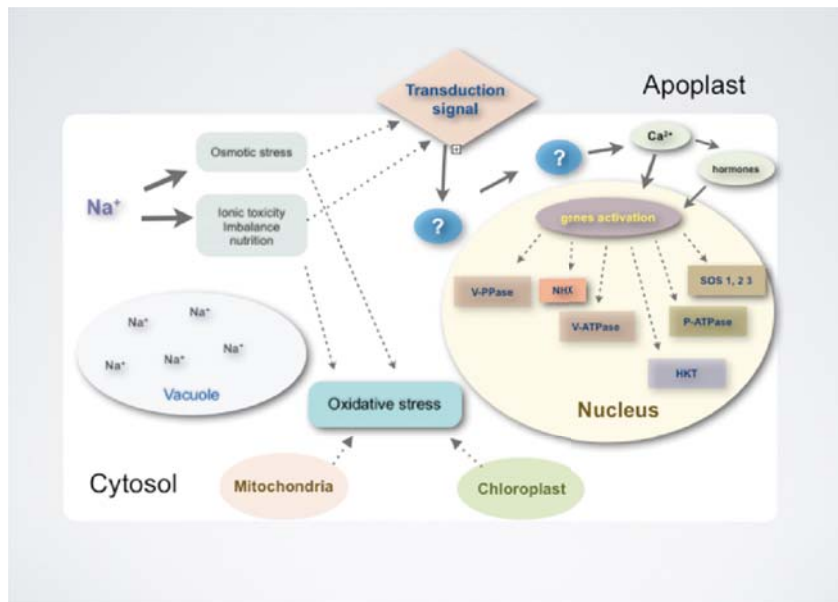 Transduction
signal
Apoplast
Osmotic stress
Ca²⁺
?
hormones
Na⁺
Ionic toxicity
Imbalance
nutrition
?
genes activation
V-PPase
NHX
SOS 1, 2 3
V-ATPase
P-ATPase
HKT
Nucleus
Na⁺
Na⁺
Na⁺
Na⁺
Na⁺
Vacuole
Oxidative stress
Cytosol
Mitochondria
Chloroplast